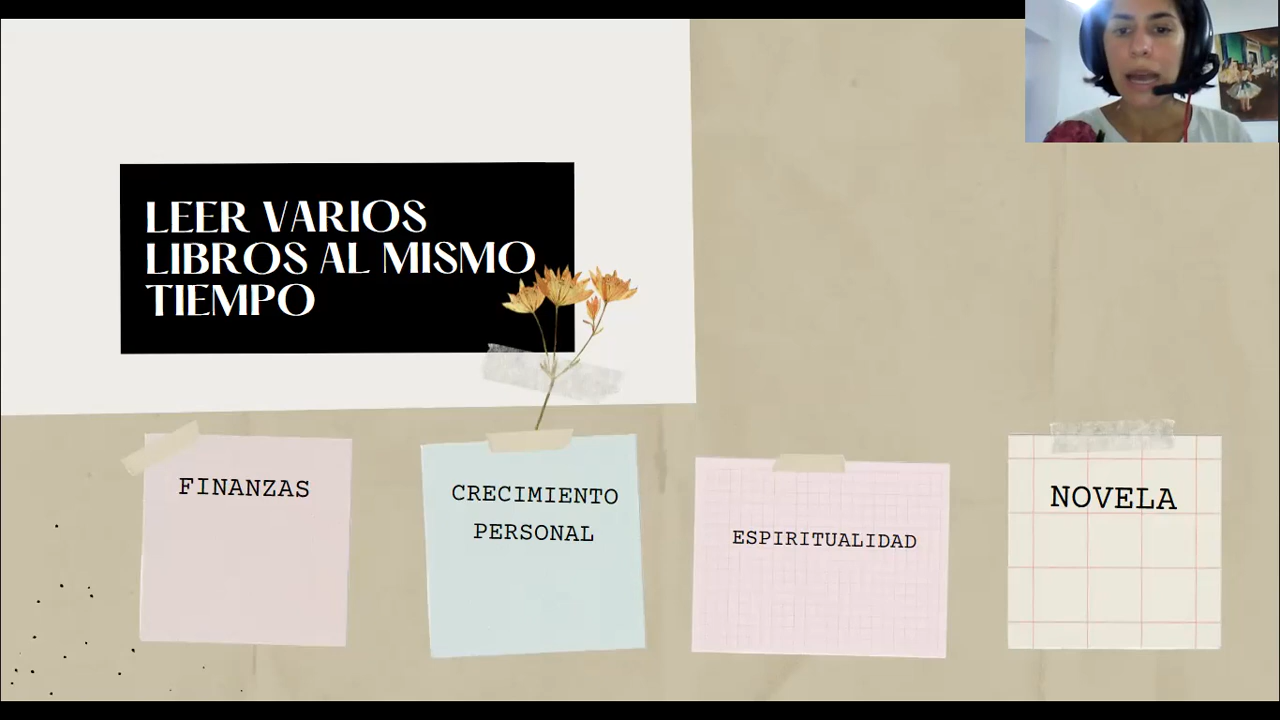 LEER VARIOS
LIBROS AL MISMO
TIEMPO
FINANZAS
CRECIMIENTO
PERSONAL
ESPIRITUALIDAD
NOVELA